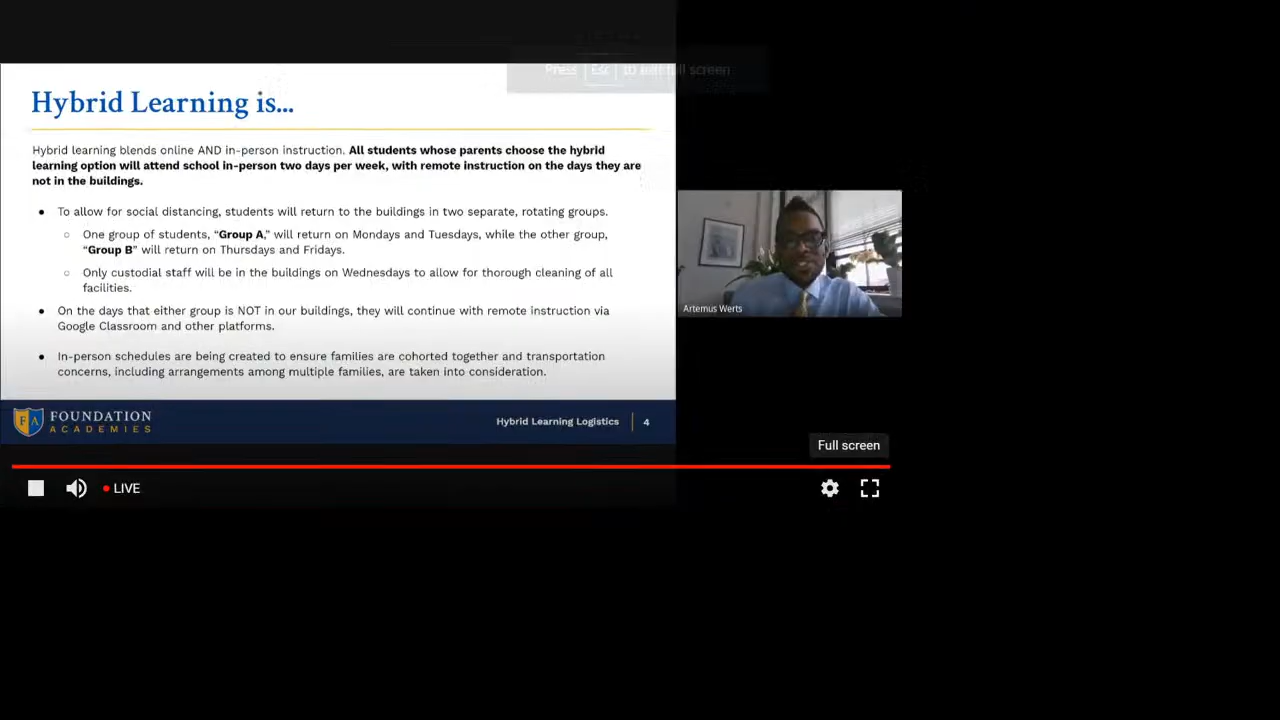 Press Esc to exit full screen
Hybrid Learning is...
Hybrid learning blends online AND in-person instruction. All students whose parents choose the hybrid
learning option will attend school in-person two days per week, with remote instruction on the days they are
not in the buildings.
● To allow for social distancing, students will return to the buildings in two separate, rotating groups.
○ One group of students, “Group A,” will return on Mondays and Tuesdays, while the other group,
“Group B” will return on Thursdays and Fridays.
○ Only custodial staff will be in the buildings on Wednesdays to allow for thorough cleaning of all
facilities.
● On the days that either group is NOT in our buildings, they will continue with remote instruction via
Google Classroom and other platforms.
● In-person schedules are being created to ensure families are cohorted together and transportation
concerns, including arrangements among multiple families, are taken into consideration.
Artemus Werts
FA FOUNDATION
ACADEMIES
Hybrid Learning Logistics | 4
Full screen
LIVE